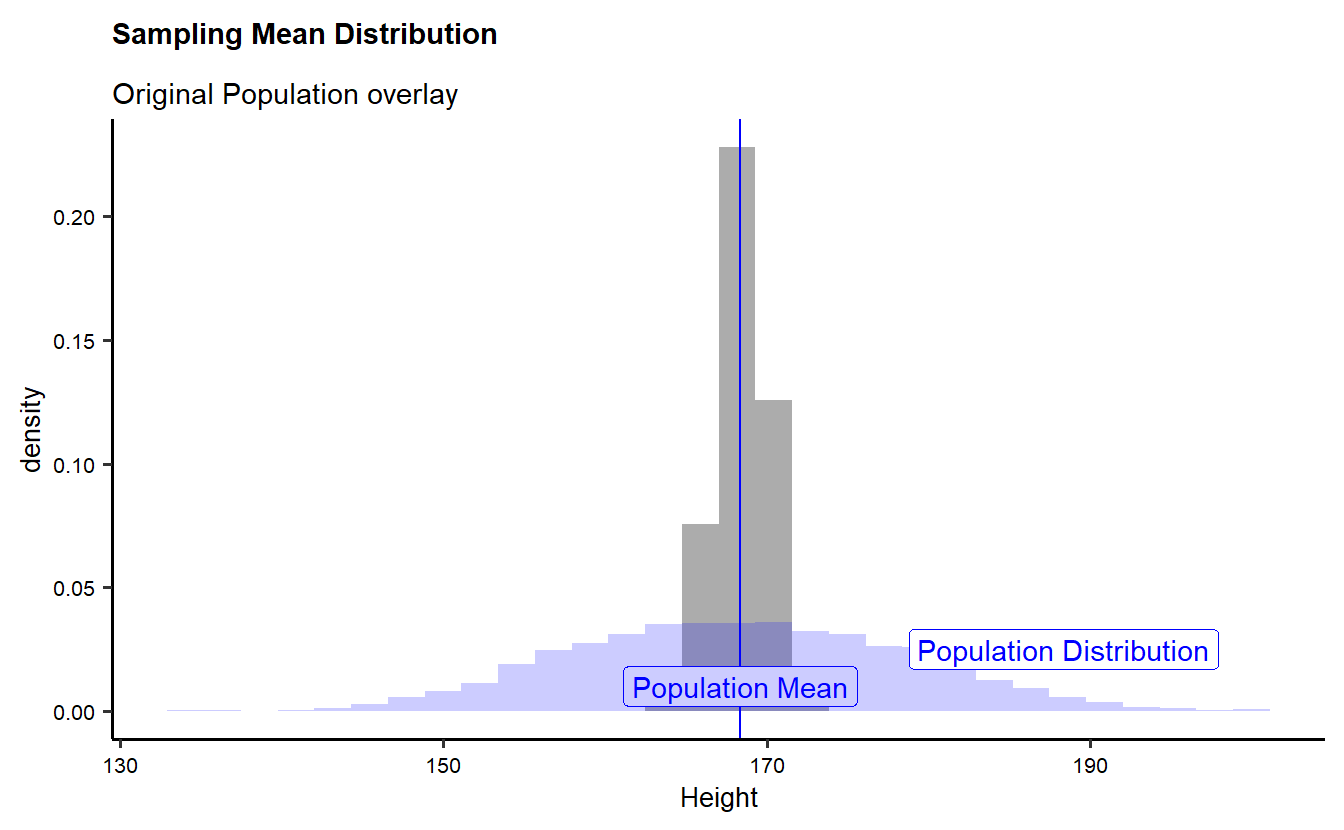 Sampling Mean Distribution
Original Population overlay
0.20
0.15
0.10
0.05
0.00
density
Population Distribution
Population Mean
130
150
170
190
Height